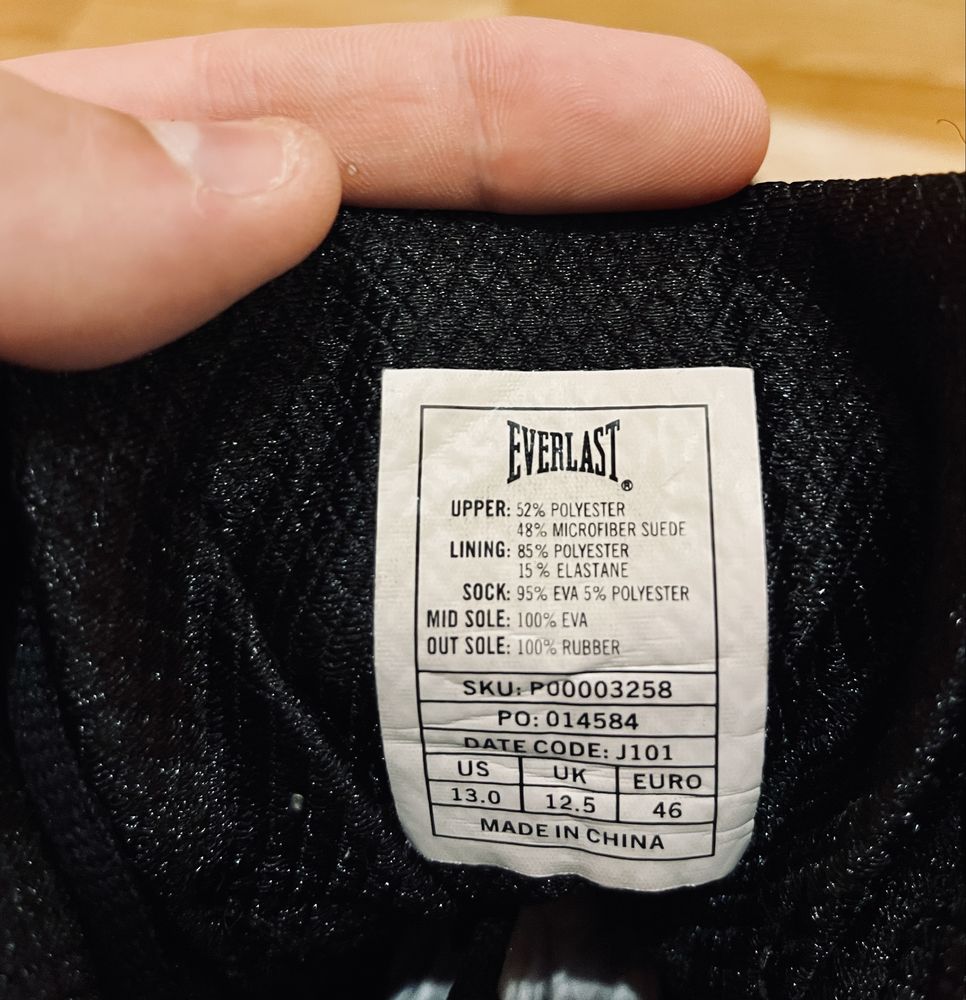 EVERLAST®
UPPER: 52% POLYESTER
48% MICROFIBER SUEDE
LINING: 85% POLYESTER
15% ELASTANE
SOCK: 95% EVA 5% POLYESTER
MID SOLE: 100% EVA
OUT SOLE: 100% RUBBER
SKU: P00003258
PO: 014584
DATE CODE: J101
US UK EURO
13.0 12.5 46
MADE IN CHINA